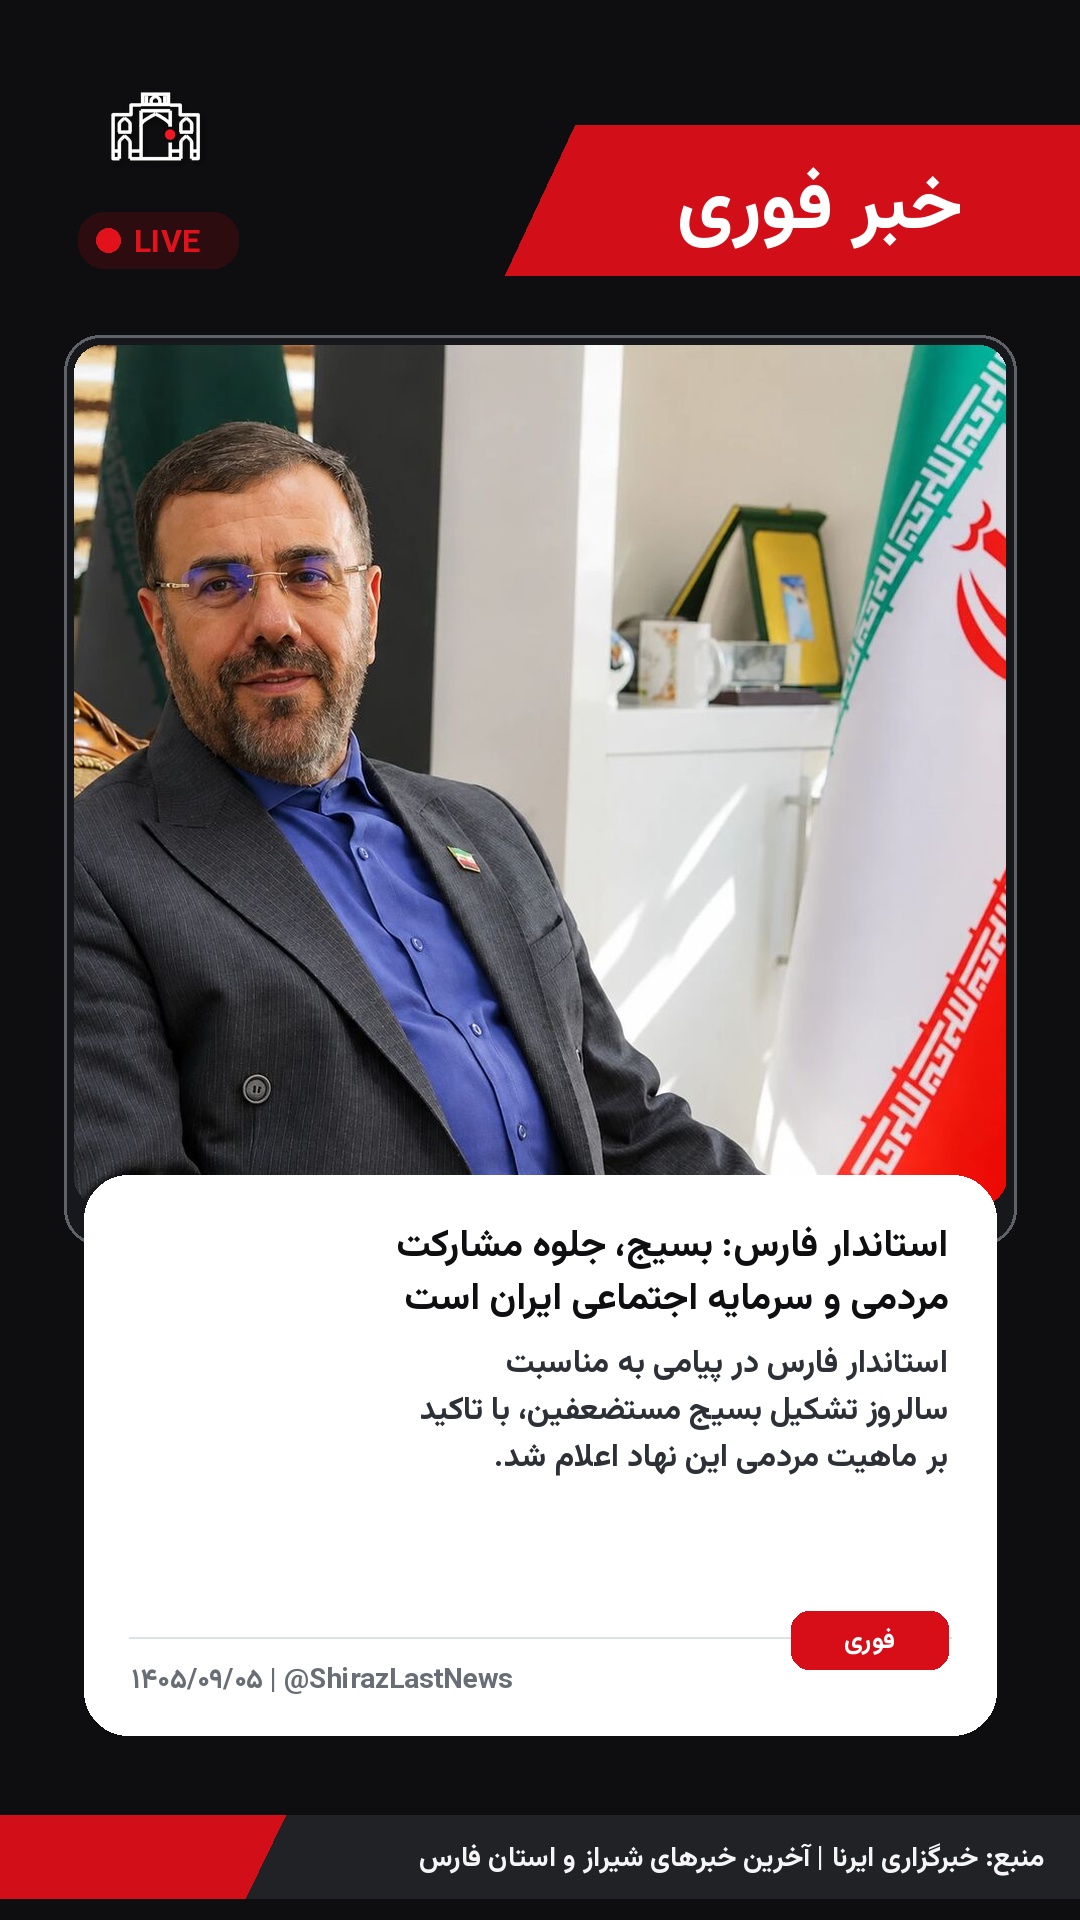 خبر فوری
LIVE
استاندار فارس: بسیج، جلوه مشارکت
مردمی و سرمایه اجتماعی ایران است
استاندار فارس در پیامی به مناسبت
سالروز تشکیل بسیج مستضعفین، با تاکید
بر ماهیت مردمی این نهاد اعلام شد.
فوری
۱۴۰۵/۰۹/۰۵ | @ShirazLastNews
منبع: خبرگزاری ایرنا | آخرین خبرهای شیراز و استان فارس